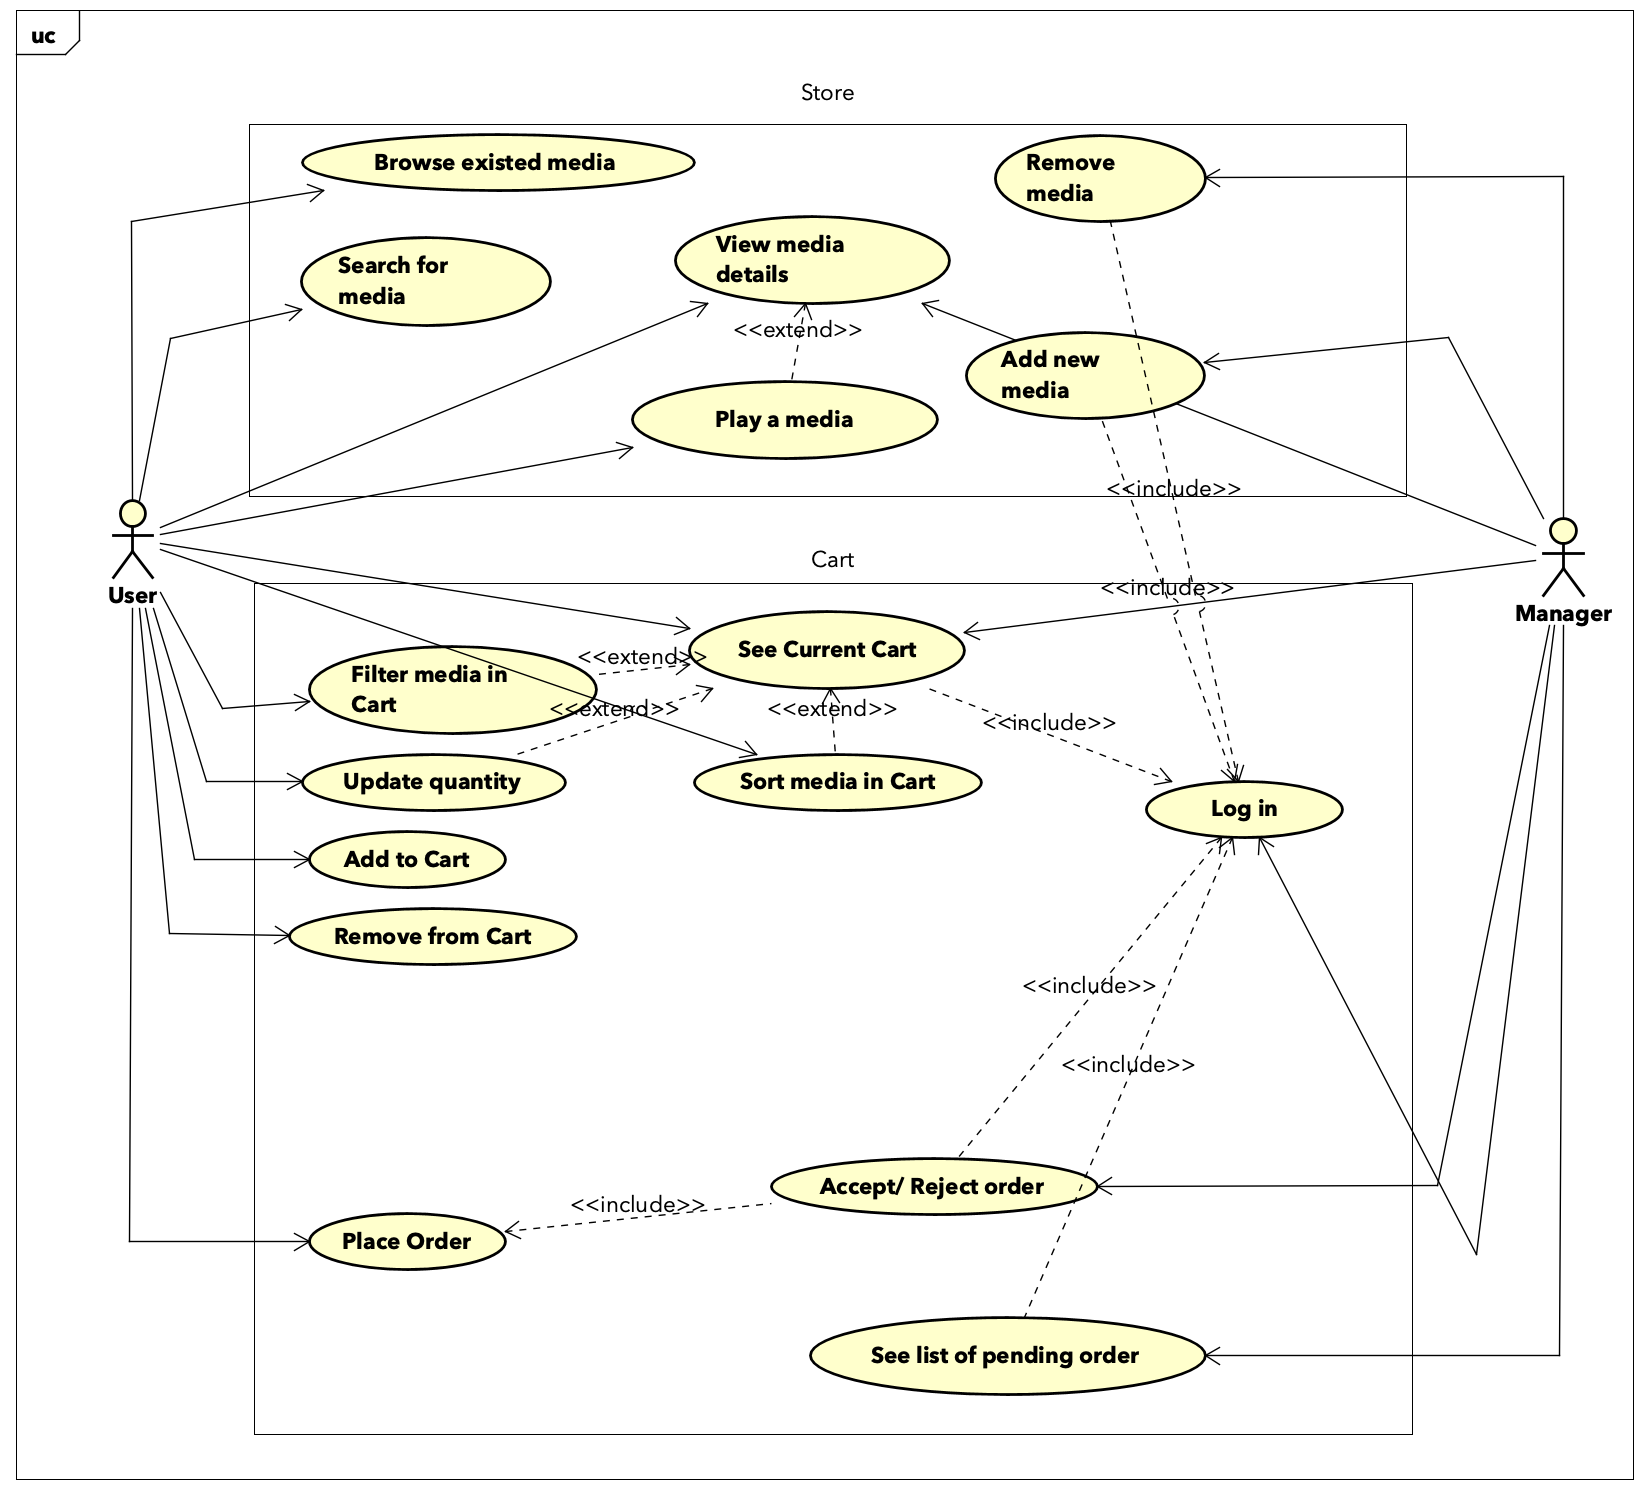 uc
Store
Browse existed media
Remove
media
View media
details
Search for
media
<<extend>>
Add new
media
Play a media
<<include>>
Cart
<<include>>
User
Manager
See Current Cart
<<extend>>
Filter media in
Cart
<<extend>>
<<extend>>
<<include>>
Update quantity
Sort media in Cart
Log in
Add to Cart
Remove from Cart
<<include>>
<<include>>
Accept/ Reject order
<<include>>
Place Order
See list of pending order